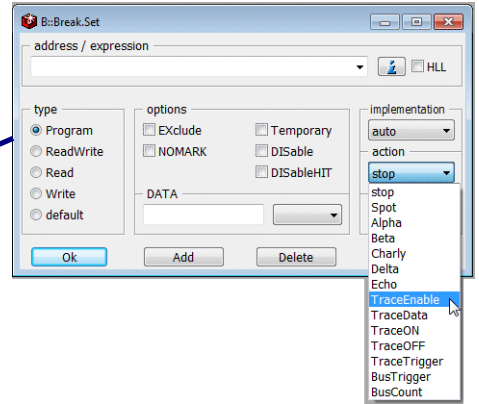 B::Break.Set
address / expression
HLL
type
options
implementation
Program
EXclude
Temporary
auto
ReadWrite
NOMARK
DISable
action
Read
DISableHIT
stop
Write
DATA
default
Ok
Add
Delete
stop
Spot
Alpha
Beta
Charly
Delta
Echo
TraceEnable
TraceData
TraceON
TraceOFF
TraceTrigger
BusTrigger
BusCount